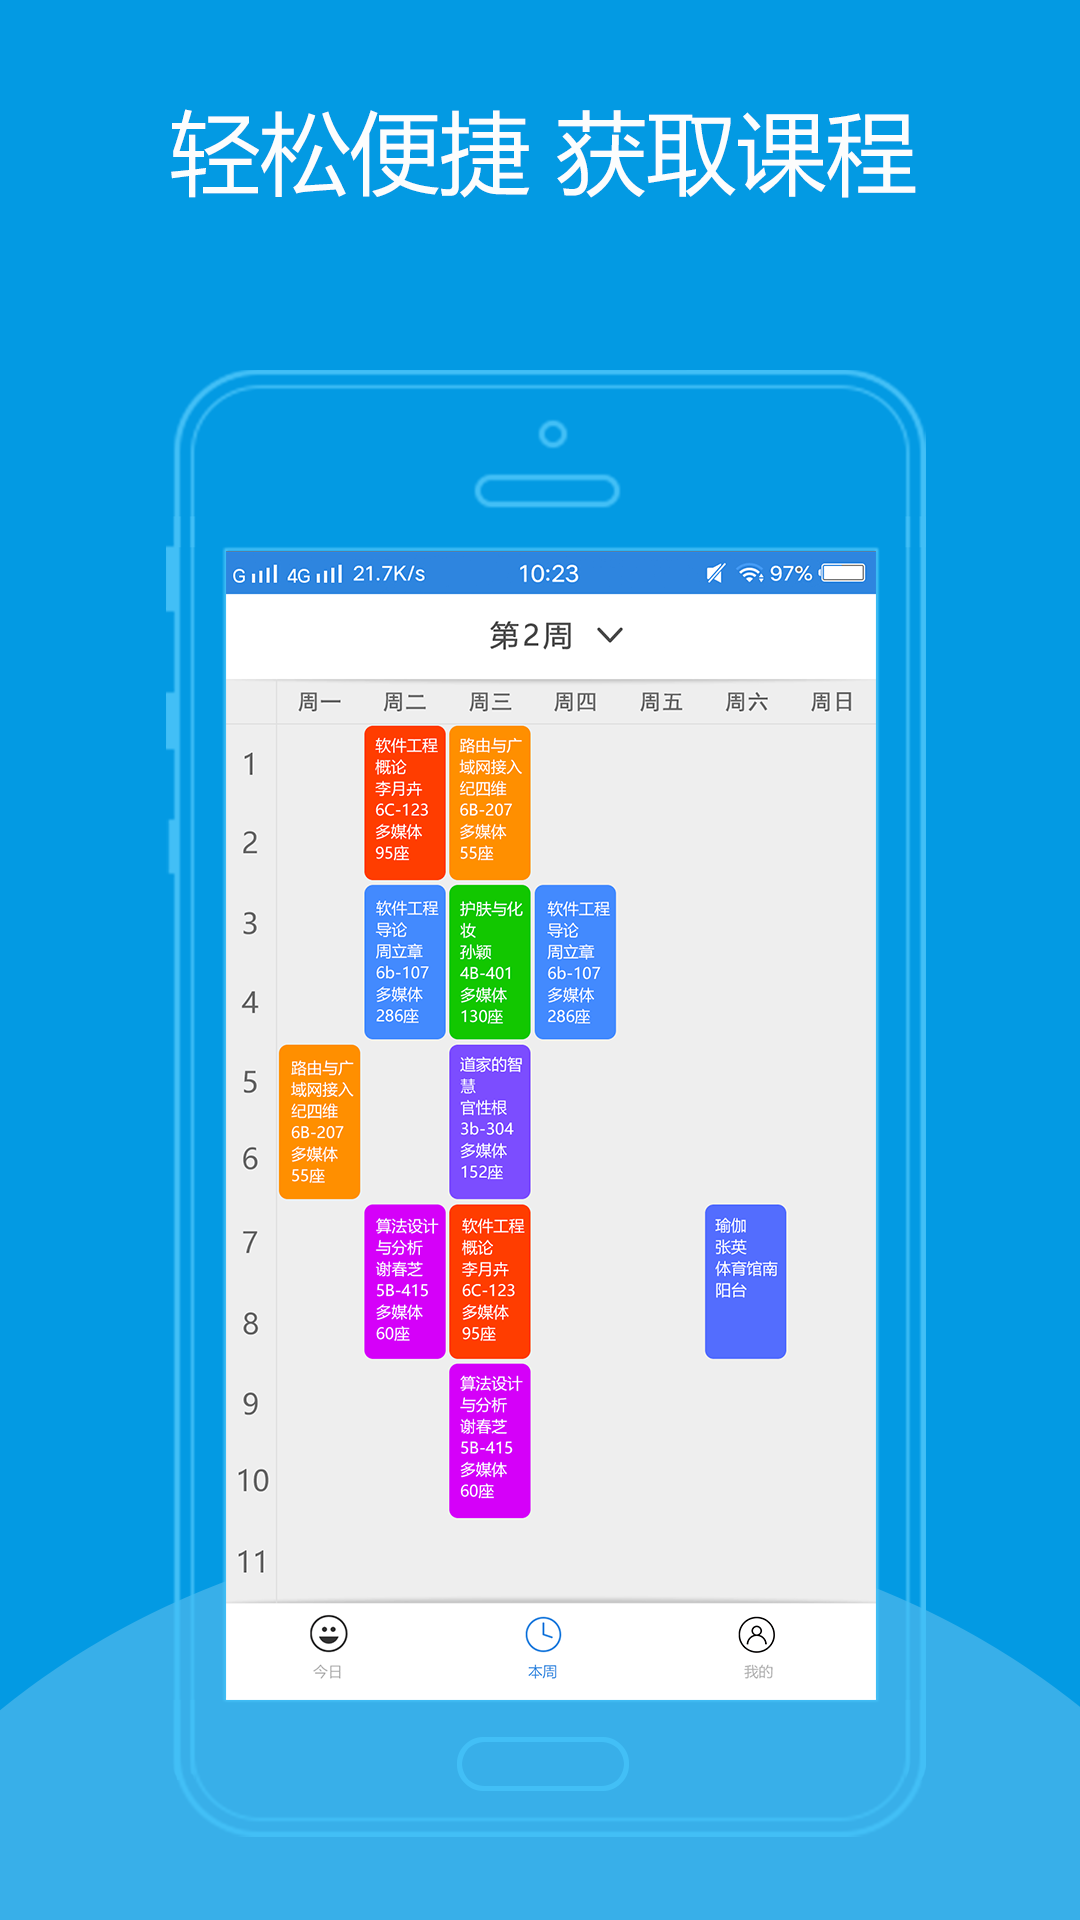 轻松便捷 获取课程
G 4G 21.7K/s 10:23 97%
第2周
周一 周二 周三 周四 周五 周六 周日
1
2
软件工程
概论
李月卉
6C-123
多媒体
95座
路由与广
域网接入
纪四维
6B-207
多媒体
55座
3
4
软件工程
导论
周立章
6b-107
多媒体
286座
护肤与化
妆
孙颖
4B-401
多媒体
130座
软件工程
导论
周立章
6b-107
多媒体
286座
5
6
路由与广
域网接入
纪四维
6B-207
多媒体
55座
道家的智
慧
官性根
3b-304
多媒体
152座
7
8
算法设计
与分析
谢春芝
5B-415
多媒体
60座
软件工程
概论
李月卉
6C-123
多媒体
95座
瑜伽
张英
体育馆南
阳台
9
10
算法设计
与分析
谢春芝
5B-415
多媒体
60座
11
今日 本周 我的